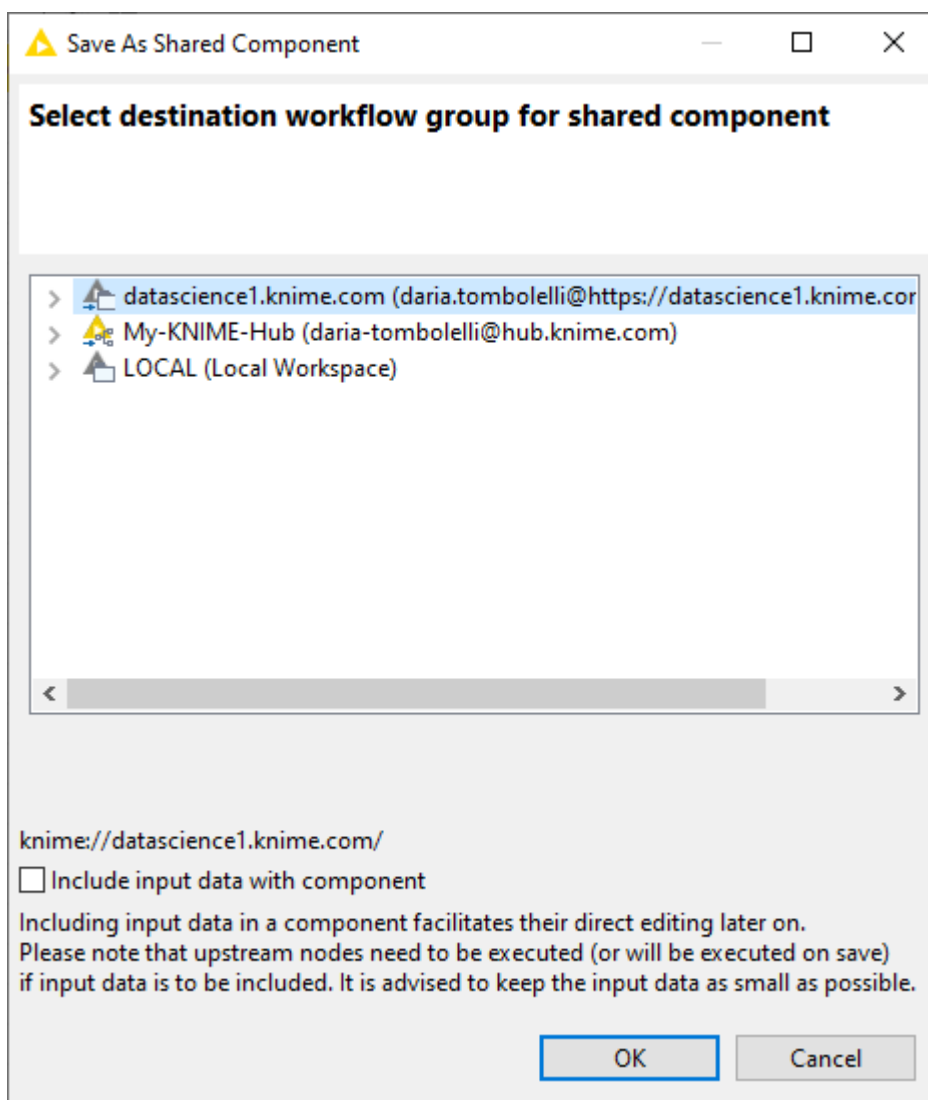 Save As Shared Component
Select destination workflow group for shared component
datascience1.knime.com (daria.tombolelli@https://datascience1.knime.cor
My-KNIME-Hub (daria-tombolelli@hub.knime.com)
LOCAL (Local Workspace)
knime://datascience1.knime.com/
Include input data with component
Including input data in a component facilitates their direct editing later on.
Please note that upstream nodes need to be executed (or will be executed on save)
if input data is to be included. It is advised to keep the input data as small as possible.
OK
Cancel